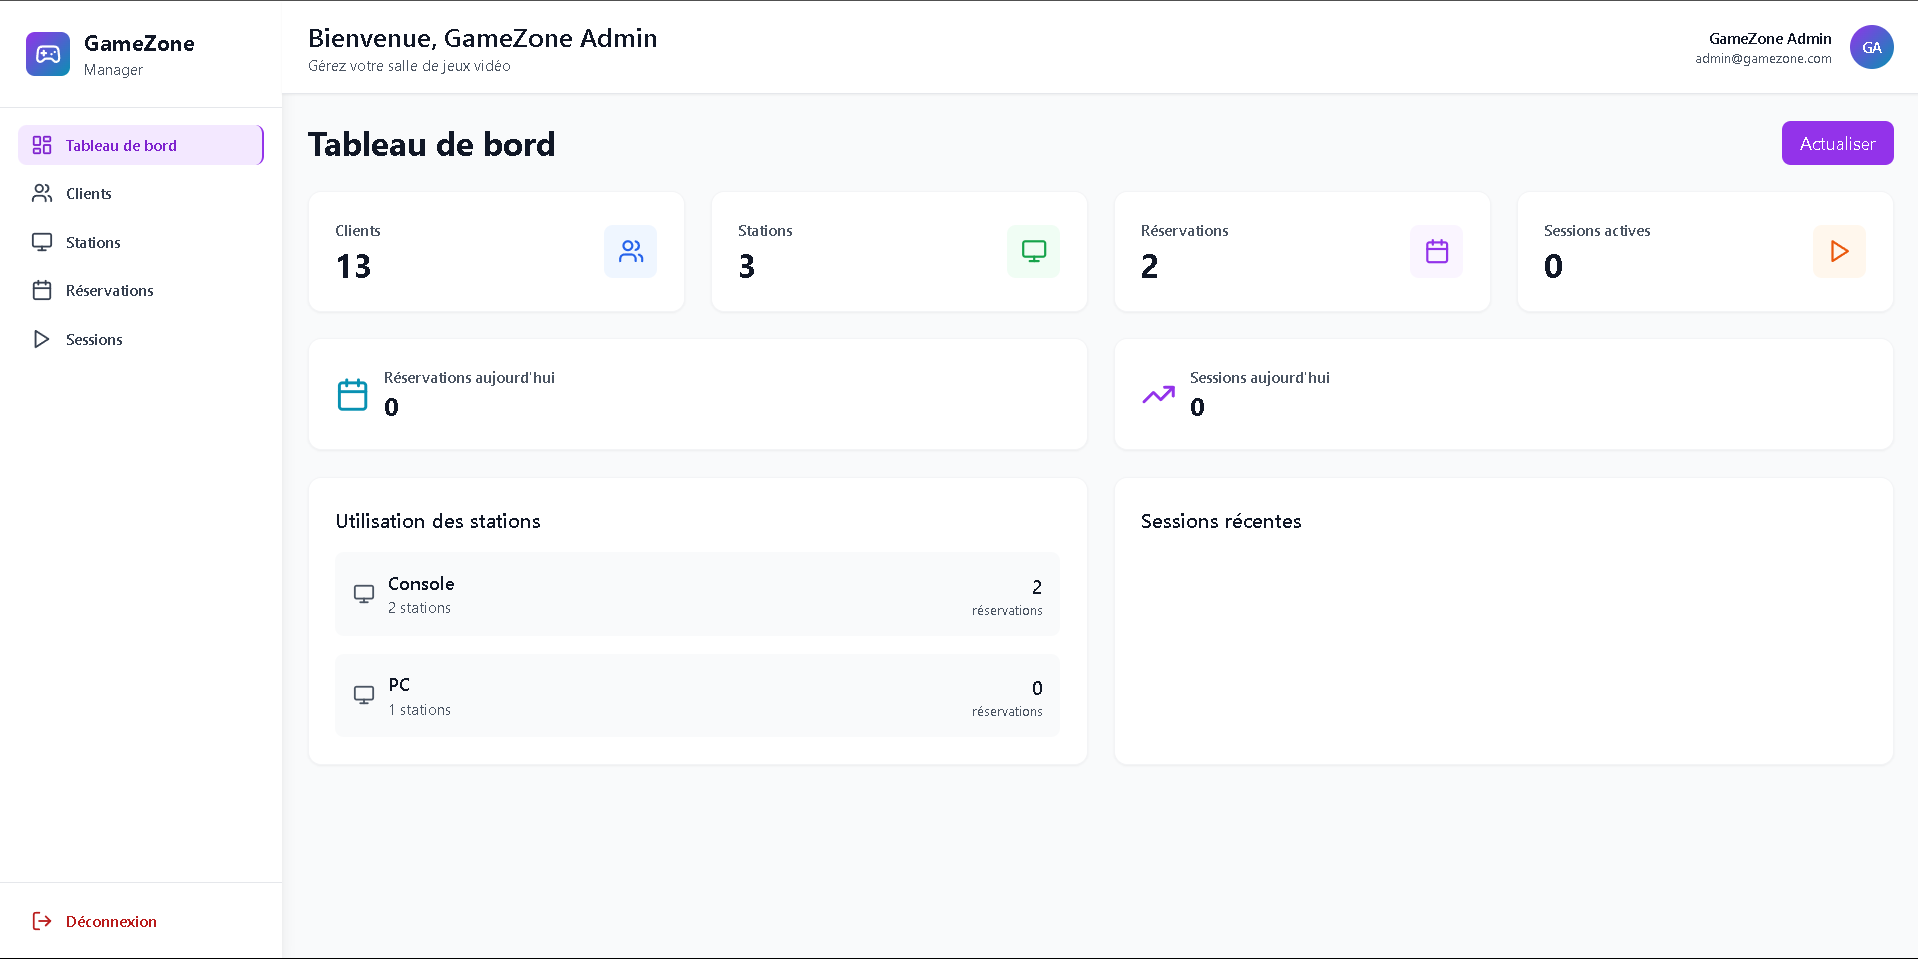 GameZone
Manager
Tableau de bord
Clients
Stations
Réservations
Sessions
Déconnexion
Bienvenue, GameZone Admin
Gérez votre salle de jeux vidéo
GameZone Admin
admin@gamezone.com
GA
Tableau de bord
Actualiser
Clients
13
Stations
3
Réservations
2
Sessions actives
0
Réservations aujourd'hui
0
Sessions aujourd'hui
0
Utilisation des stations
Console
2 stations
2
réservations
PC
1 stations
0
réservations
Sessions récentes